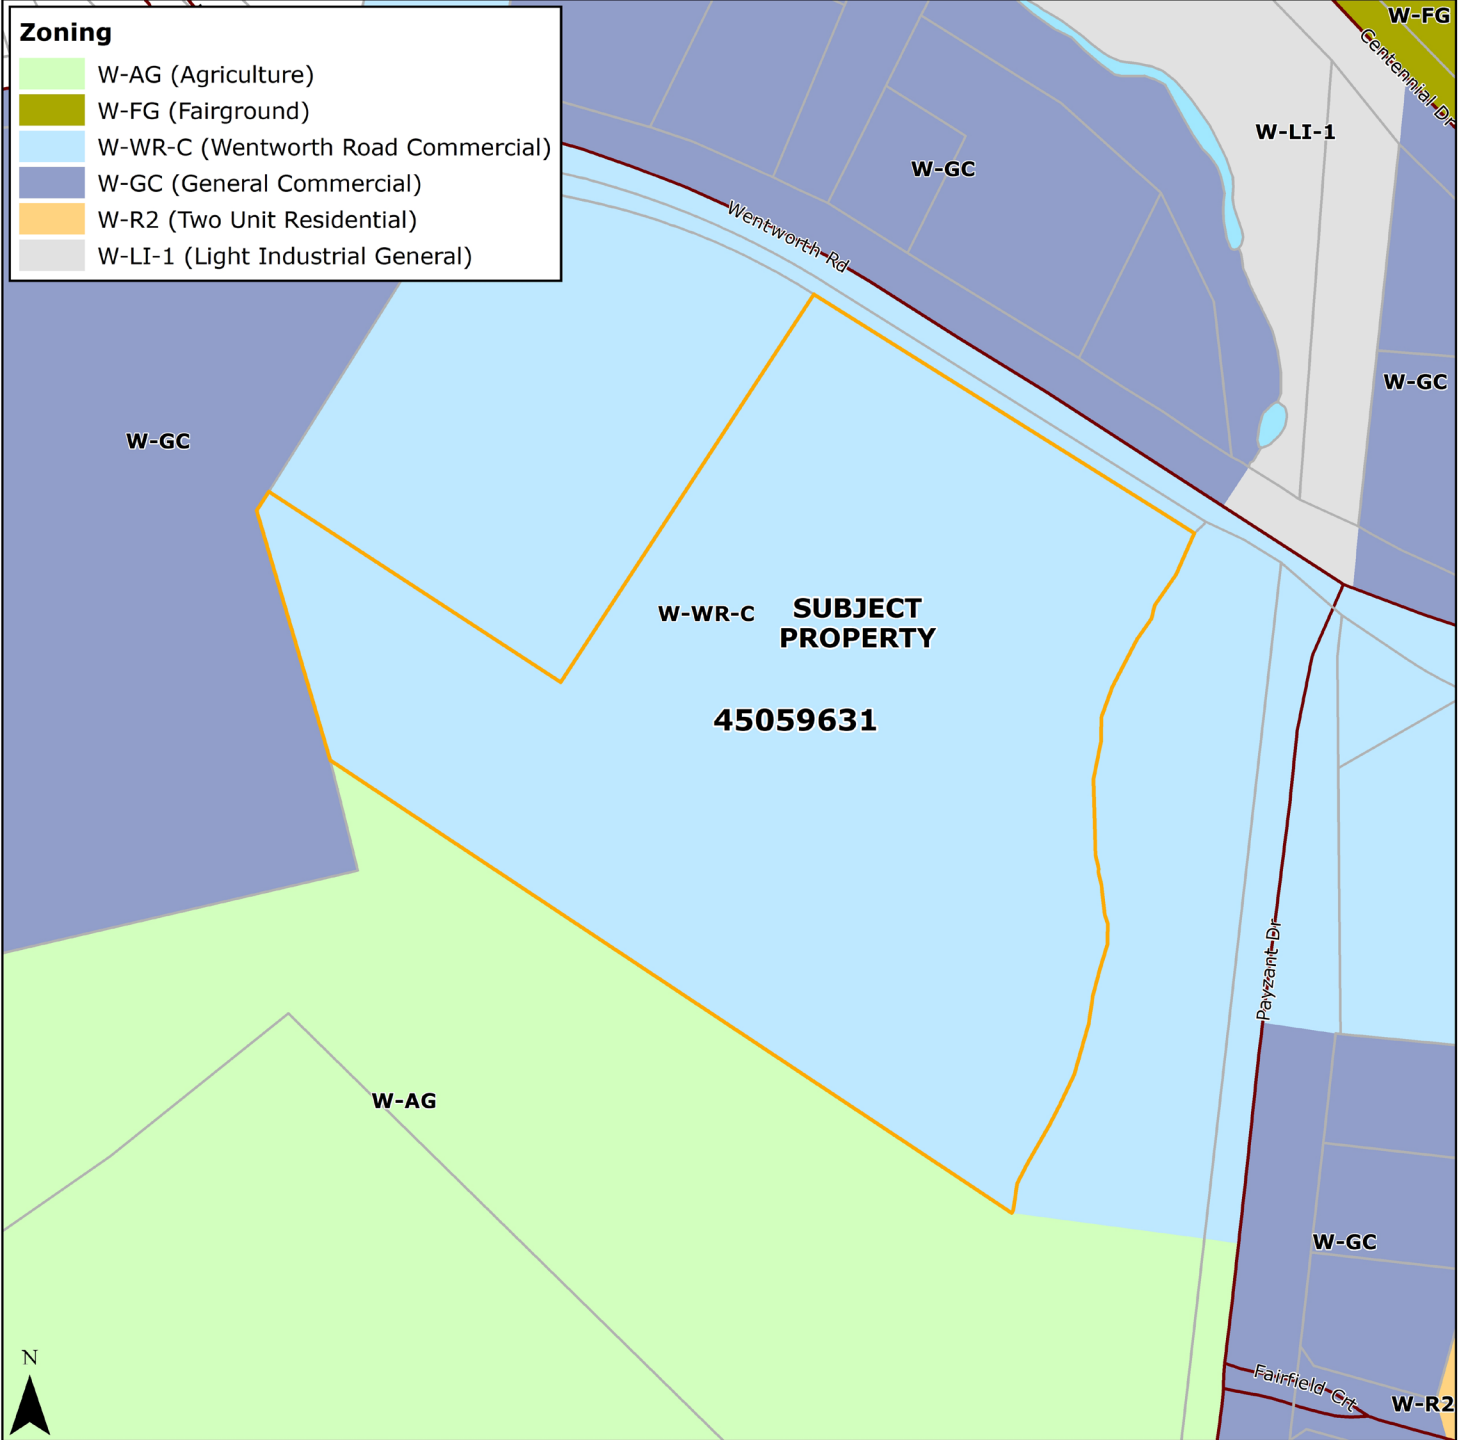 Zoning
W-AG (Agriculture)
W-FG (Fairground)
W-WR-C (Wentworth Road Commercial)
W-GC (General Commercial)
W-R2 (Two Unit Residential)
W-LI-1 (Light Industrial General)
W-FG
Centennial Dr
W-LI-1
W-GC
Wentworth Rd
W-GC
W-GC
W-WR-C
SUBJECT
PROPERTY
45059631
Payzant Dr
W-AG
W-GC
Fairfield Crt
W-R2
N